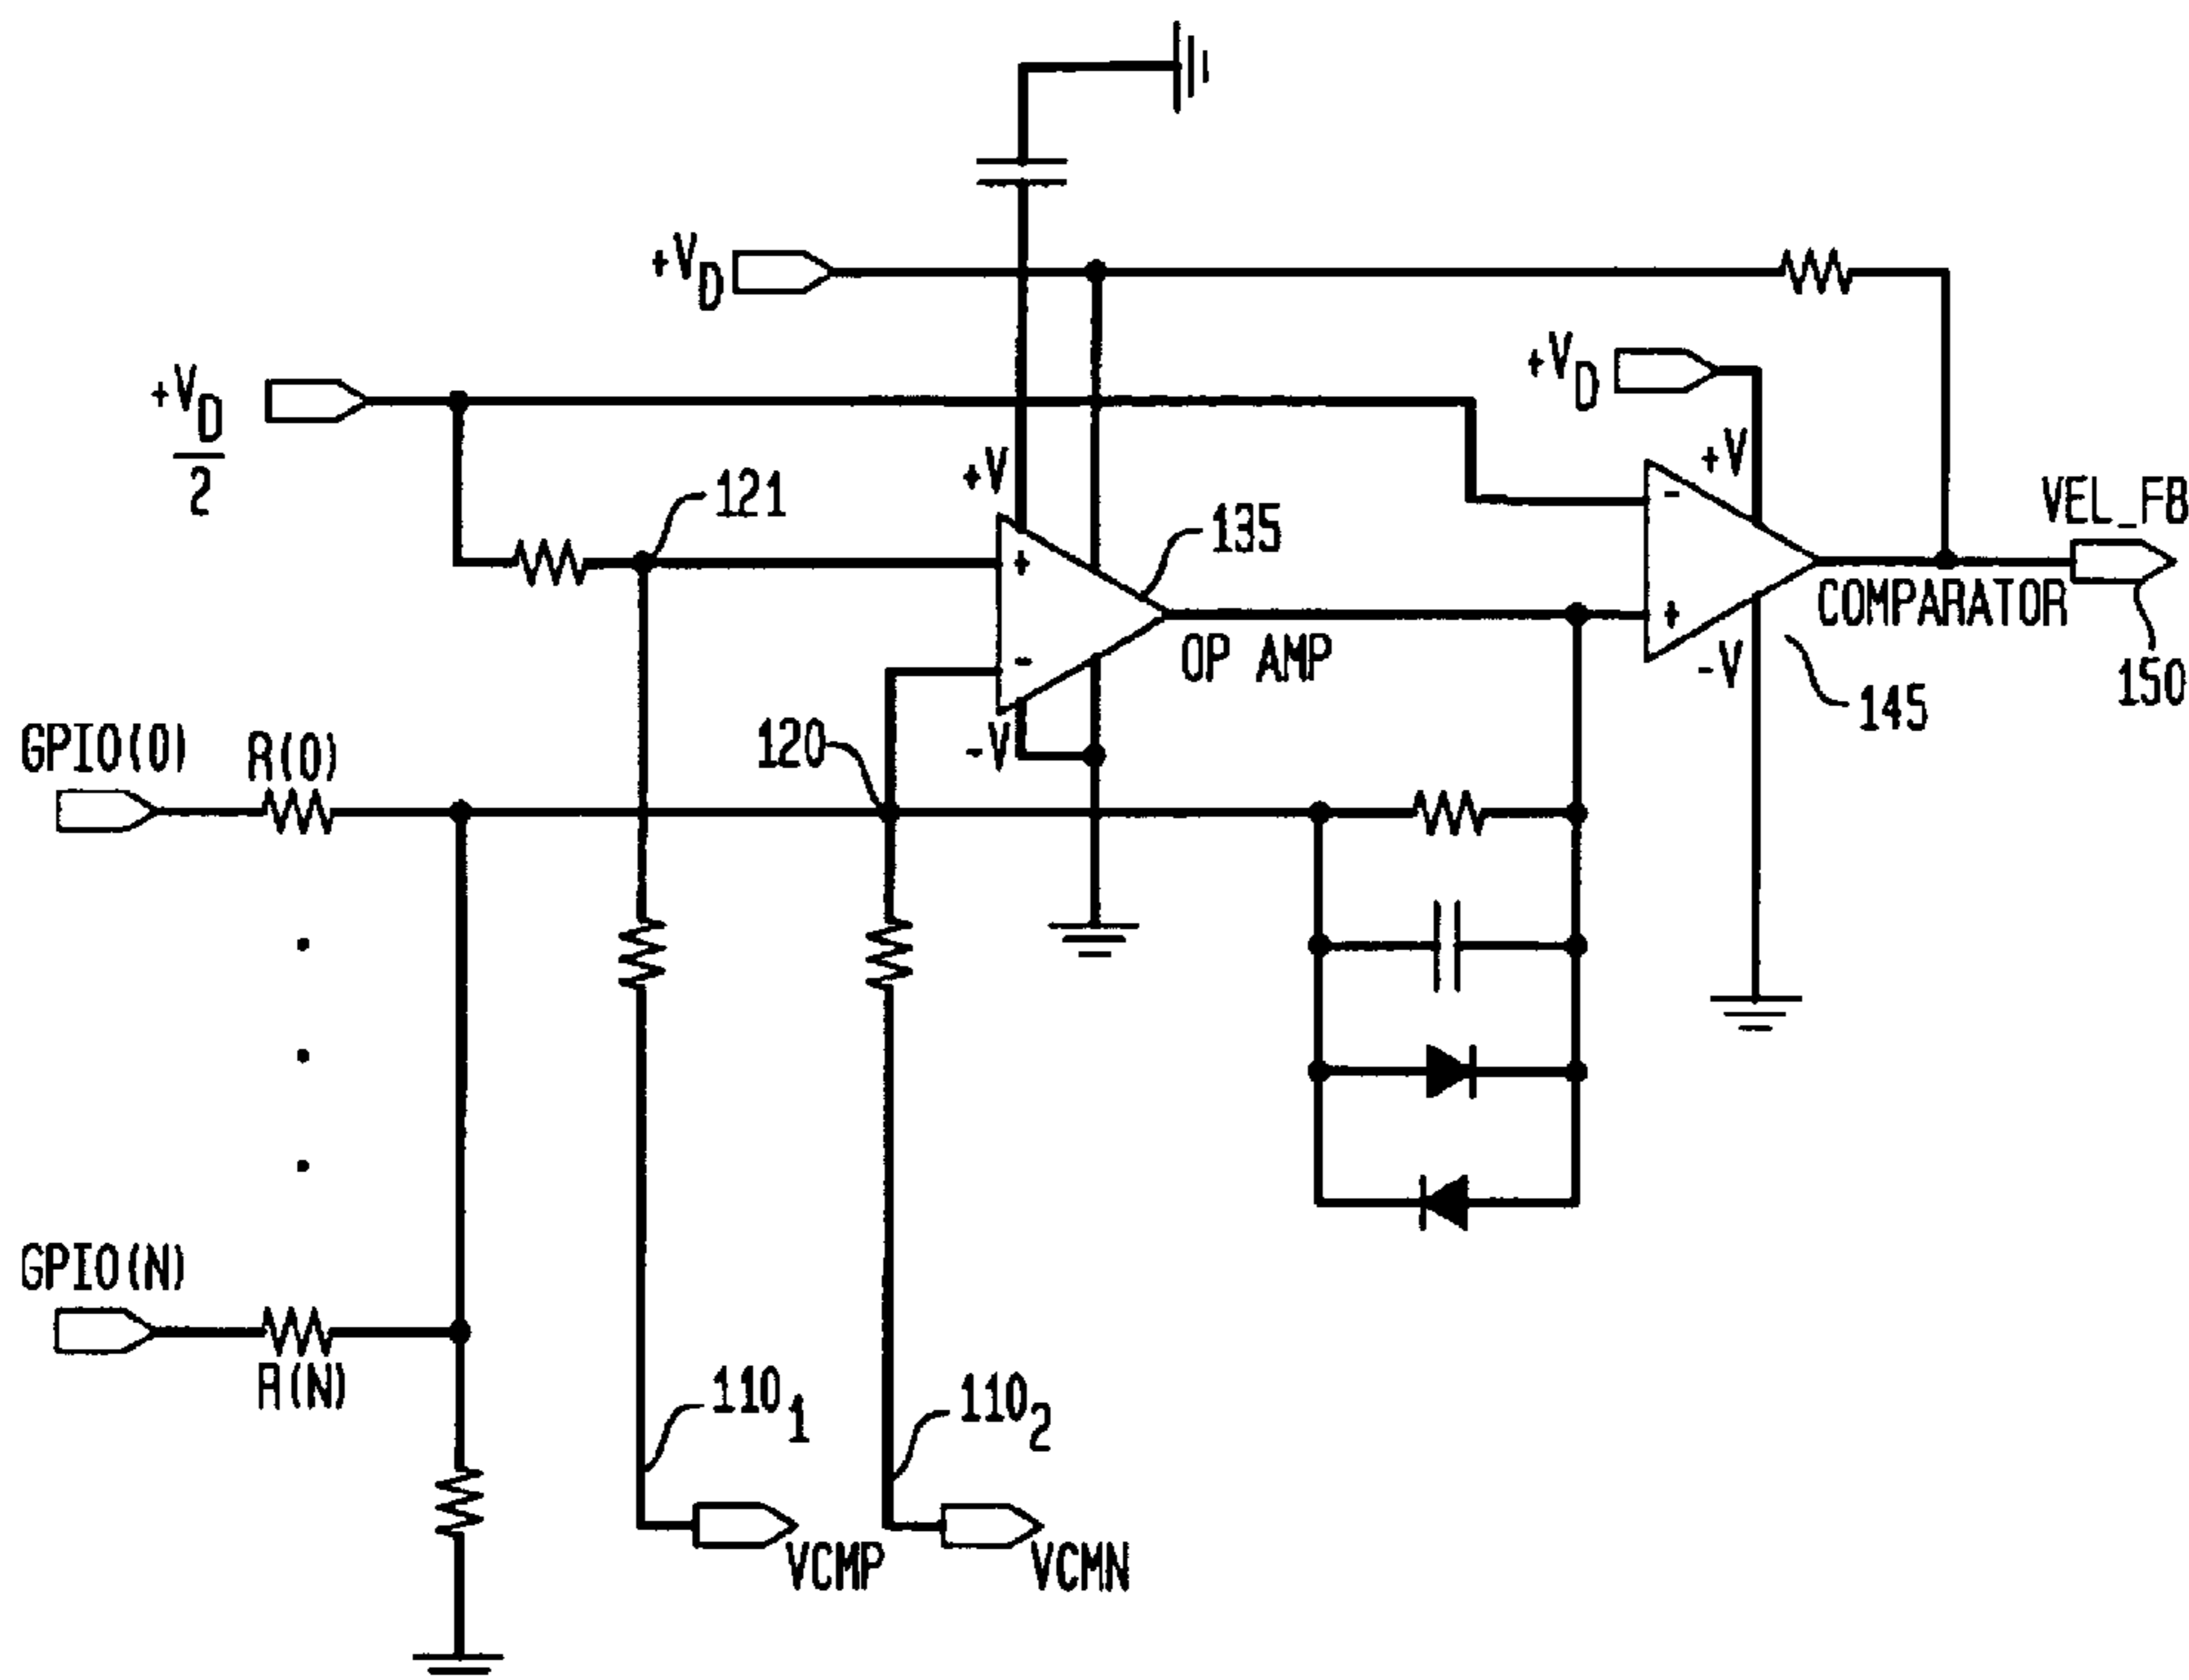 +VD
+VD
2
+VD
+V
+V
121
135
VEL_FB
+
-
-
+
OP AMP
COMPARATOR
-V
-V
145
150
120
GPIO(0)
R(0)
GPIO(N)
R(N)
110 1
110 2
VCMP
VCMN